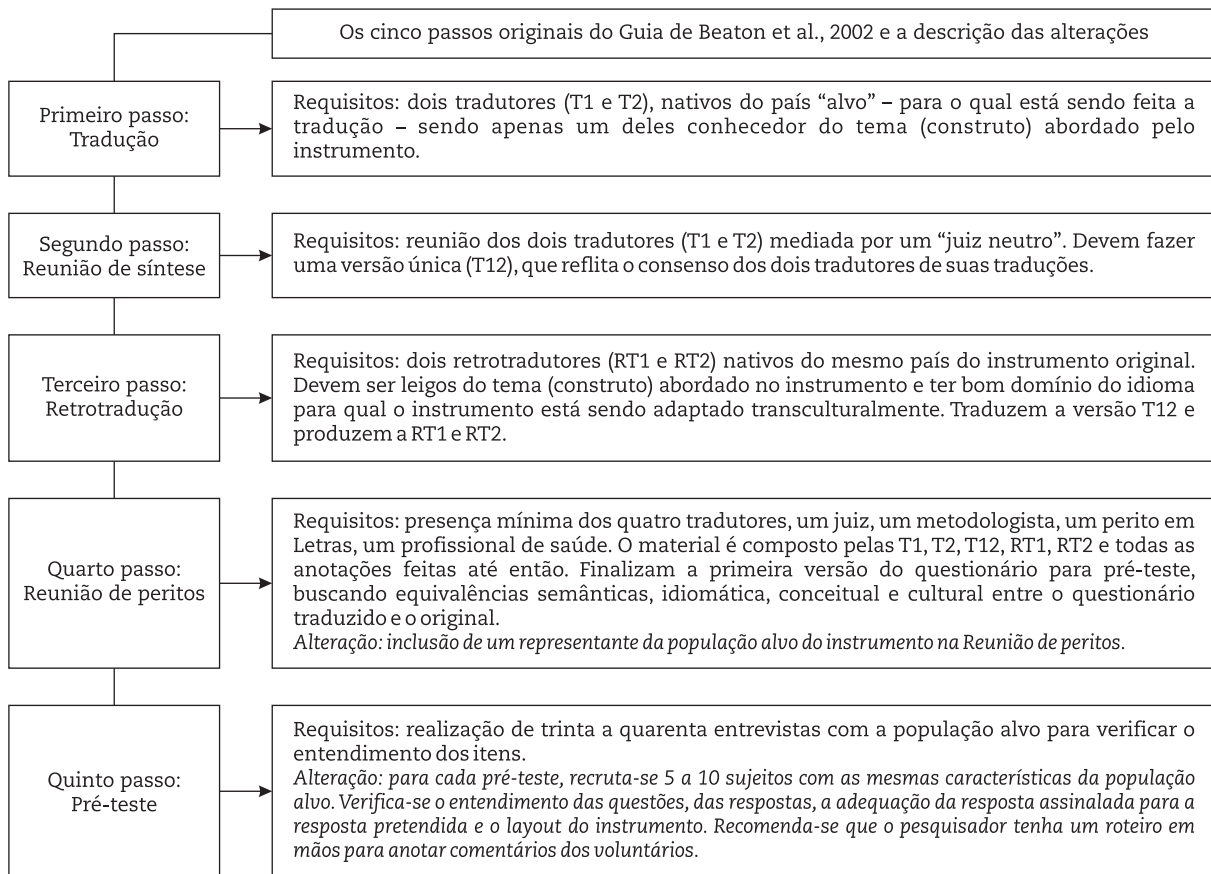 Os cinco passos originais do Guia de Beaton et al., 2002 e a descrição das alterações
Primeiro passo:
Tradução
Requisitos: dois tradutores (T1 e T2), nativos do país “alvo” – para o qual está sendo feita a
tradução – sendo apenas um deles conhecedor do tema (construto) abordado pelo
instrumento.
Segundo passo:
Reunião de síntese
Requisitos: reunião dos dois tradutores (T1 e T2) mediada por um “juiz neutro”. Devem fazer
uma versão única (T12), que reflita o consenso dos dois tradutores de suas traduções.
Terceiro passo:
Retrotradução
Requisitos: dois retrotradutores (RT1 e RT2) nativos do mesmo país do instrumento original.
Devem ser leigos do tema (construto) abordado no instrumento e ter bom domínio do idioma
para qual o instrumento está sendo adaptado transculturalmente. Traduzem a versão T12 e
produzem a RT1 e RT2.
Quarto passo:
Reunião de peritos
Requisitos: presença mínima dos quatro tradutores, um juiz, um metodologista, um perito em
Letras, um profissional de saúde. O material é composto pelas T1, T2, T12, RT1, RT2 e todas as
anotações feitas até então. Finalizam a primeira versão do questionário para pré-teste,
buscando equivalências semânticas, idiomática, conceitual e cultural entre o questionário
traduzido e o original.
Alteração: inclusão de um representante da população alvo do instrumento na Reunião de peritos.
Quinto passo:
Pré-teste
Requisitos: realização de trinta a quarenta entrevistas com a população alvo para verificar o
entendimento dos itens.
Alteração: para cada pré-teste, recruta-se 5 a 10 sujeitos com as mesmas características da população
alvo. Verifica-se o entendimento das questões, das respostas, a adequação da resposta assinalada para a
resposta pretendida e o layout do instrumento. Recomenda-se que o pesquisador tenha um roteiro em
mãos para anotar comentários dos voluntários.